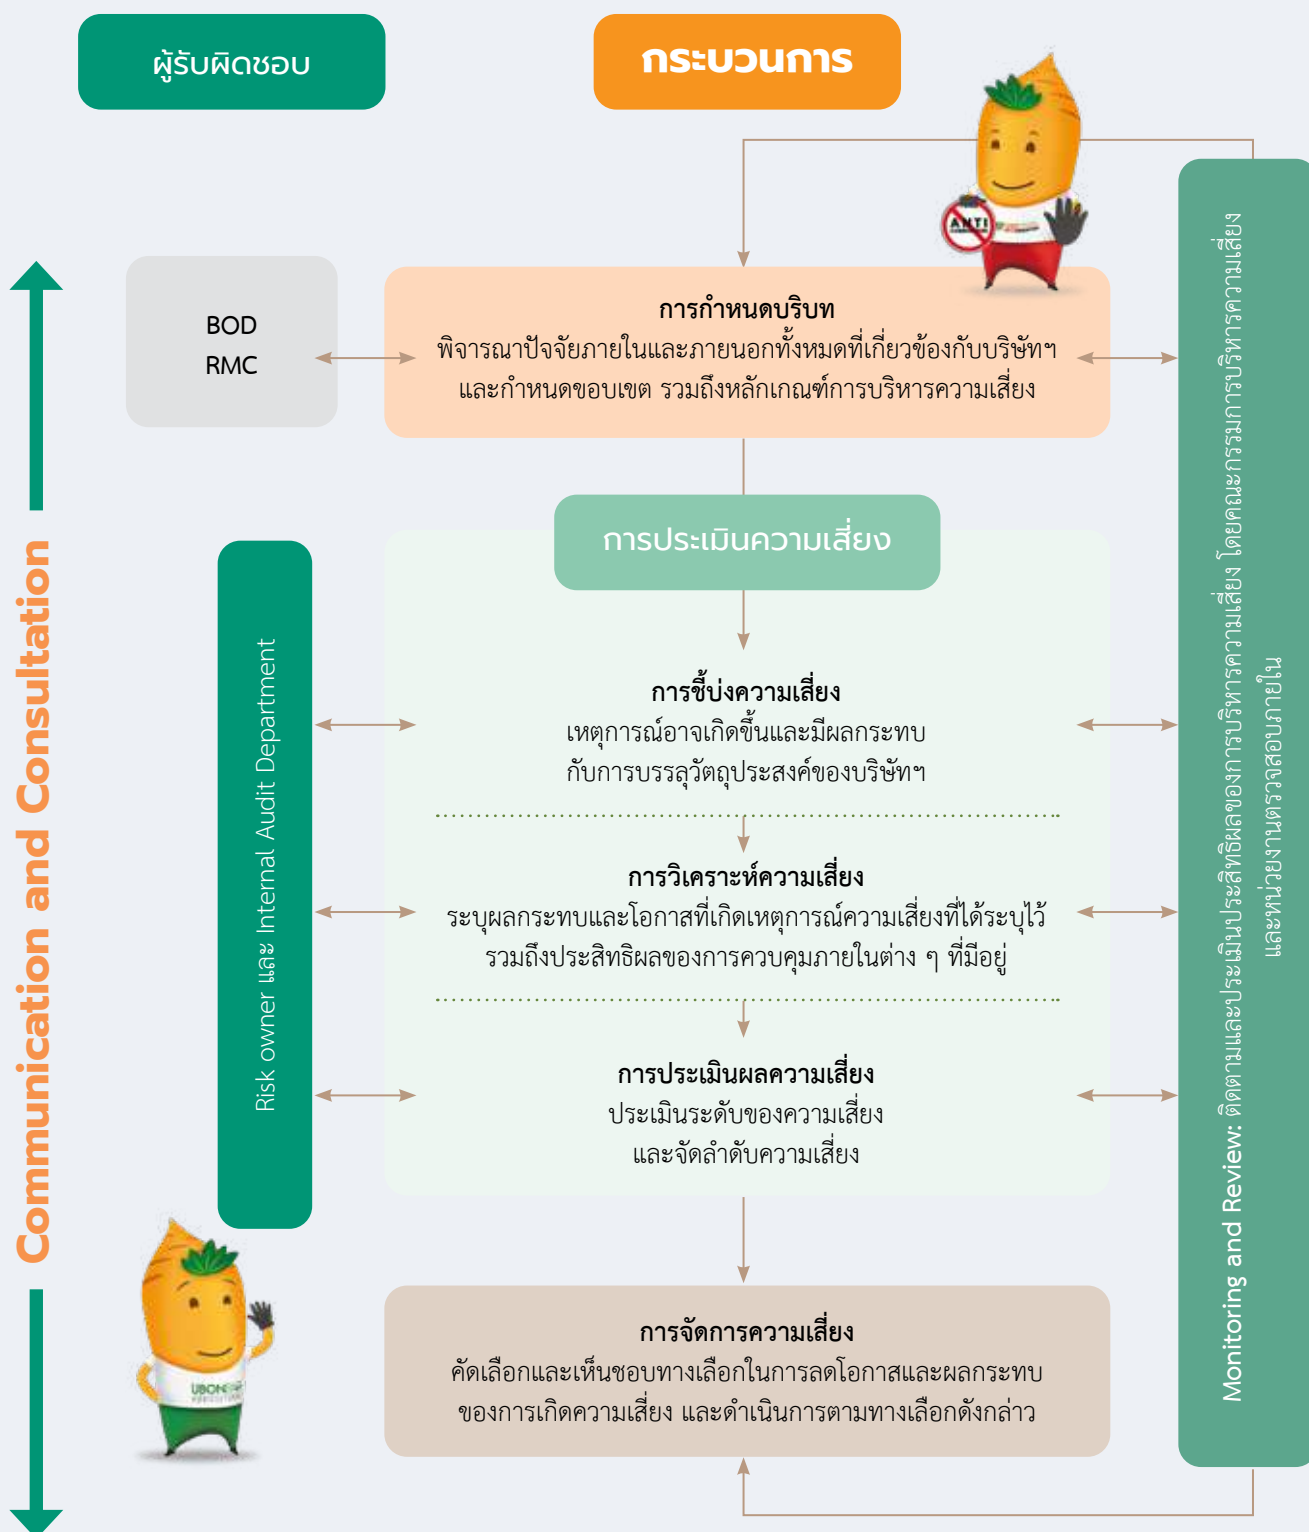 ผู้รับผิดชอบ
กระบวนการ
ANTI
BOD
RMC
การกำหนดบริบท
พิจารณาปัจจัยภายในและภายนอกทั้งหมดที่เกี่ยวข้องกับบริษัทฯ
และกำหนดขอบเขต รวมถึงหลักเกณฑ์การบริหารความเสี่ยง
การประเมินความเสี่ยง
Communication and Consultation
Risk owner และ Internal Audit Department
การชี้บ่งความเสี่ยง
เหตุการณ์อาจเกิดขึ้นและมีผลกระทบ
กับการบรรลุวัตถุประสงค์ของบริษัทฯ
การวิเคราะห์ความเสี่ยง
ระบุผลกระทบและโอกาสที่เกิดเหตุการณ์ความเสี่ยงที่ได้ระบุไว้
รวมถึงประสิทธิผลของการควบคุมภายในต่าง ๆ ที่มีอยู่
การประเมินผลความเสี่ยง
ประเมินระดับของความเสี่ยง
และจัดลำดับความเสี่ยง
การจัดการความเสี่ยง
คัดเลือกและเห็นชอบทางเลือกในการลดโอกาสและผลกระทบ
ของการเกิดความเสี่ยง และดำเนินการตามทางเลือกดังกล่าว
Monitoring and Review: ติดตามและประเมินประสิทธิผลของการบริหารความเสี่ยง โดยคณะกรรมการบริหารความเสี่ยง
และหน่วยงานตรวจสอบภายใน
UBON